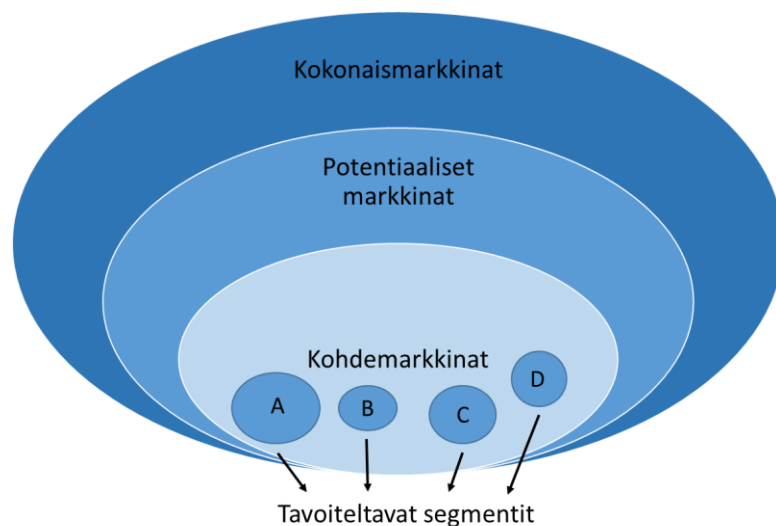 Kokonaismarkkinat
Potentiaaliset
markkinat
Kohdemarkkinat
A
B
C
D
Tavoiteltavat segmentit